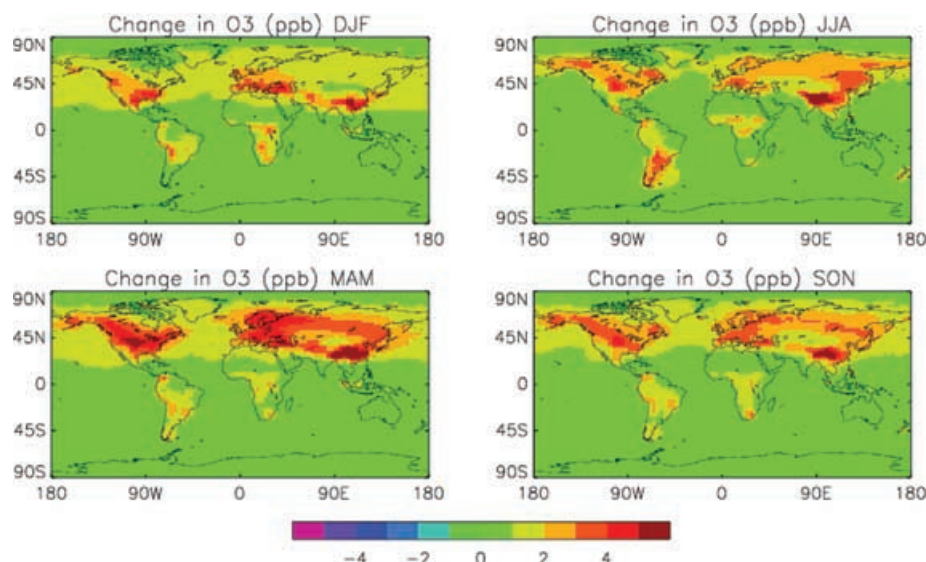 Change in O3 (ppb) DJF
90N
45N
0
45S
90S
180
90W
0
90E
180
Change in O3 (ppb) JJA
90N
45N
0
45S
90S
180
90W
0
90E
180
Change in O3 (ppb) MAM
90N
45N
0
45S
90S
180
90W
0
90E
180
Change in O3 (ppb) SON
90N
45N
0
45S
90S
180
90W
0
90E
180
−4 −2 0 2 4